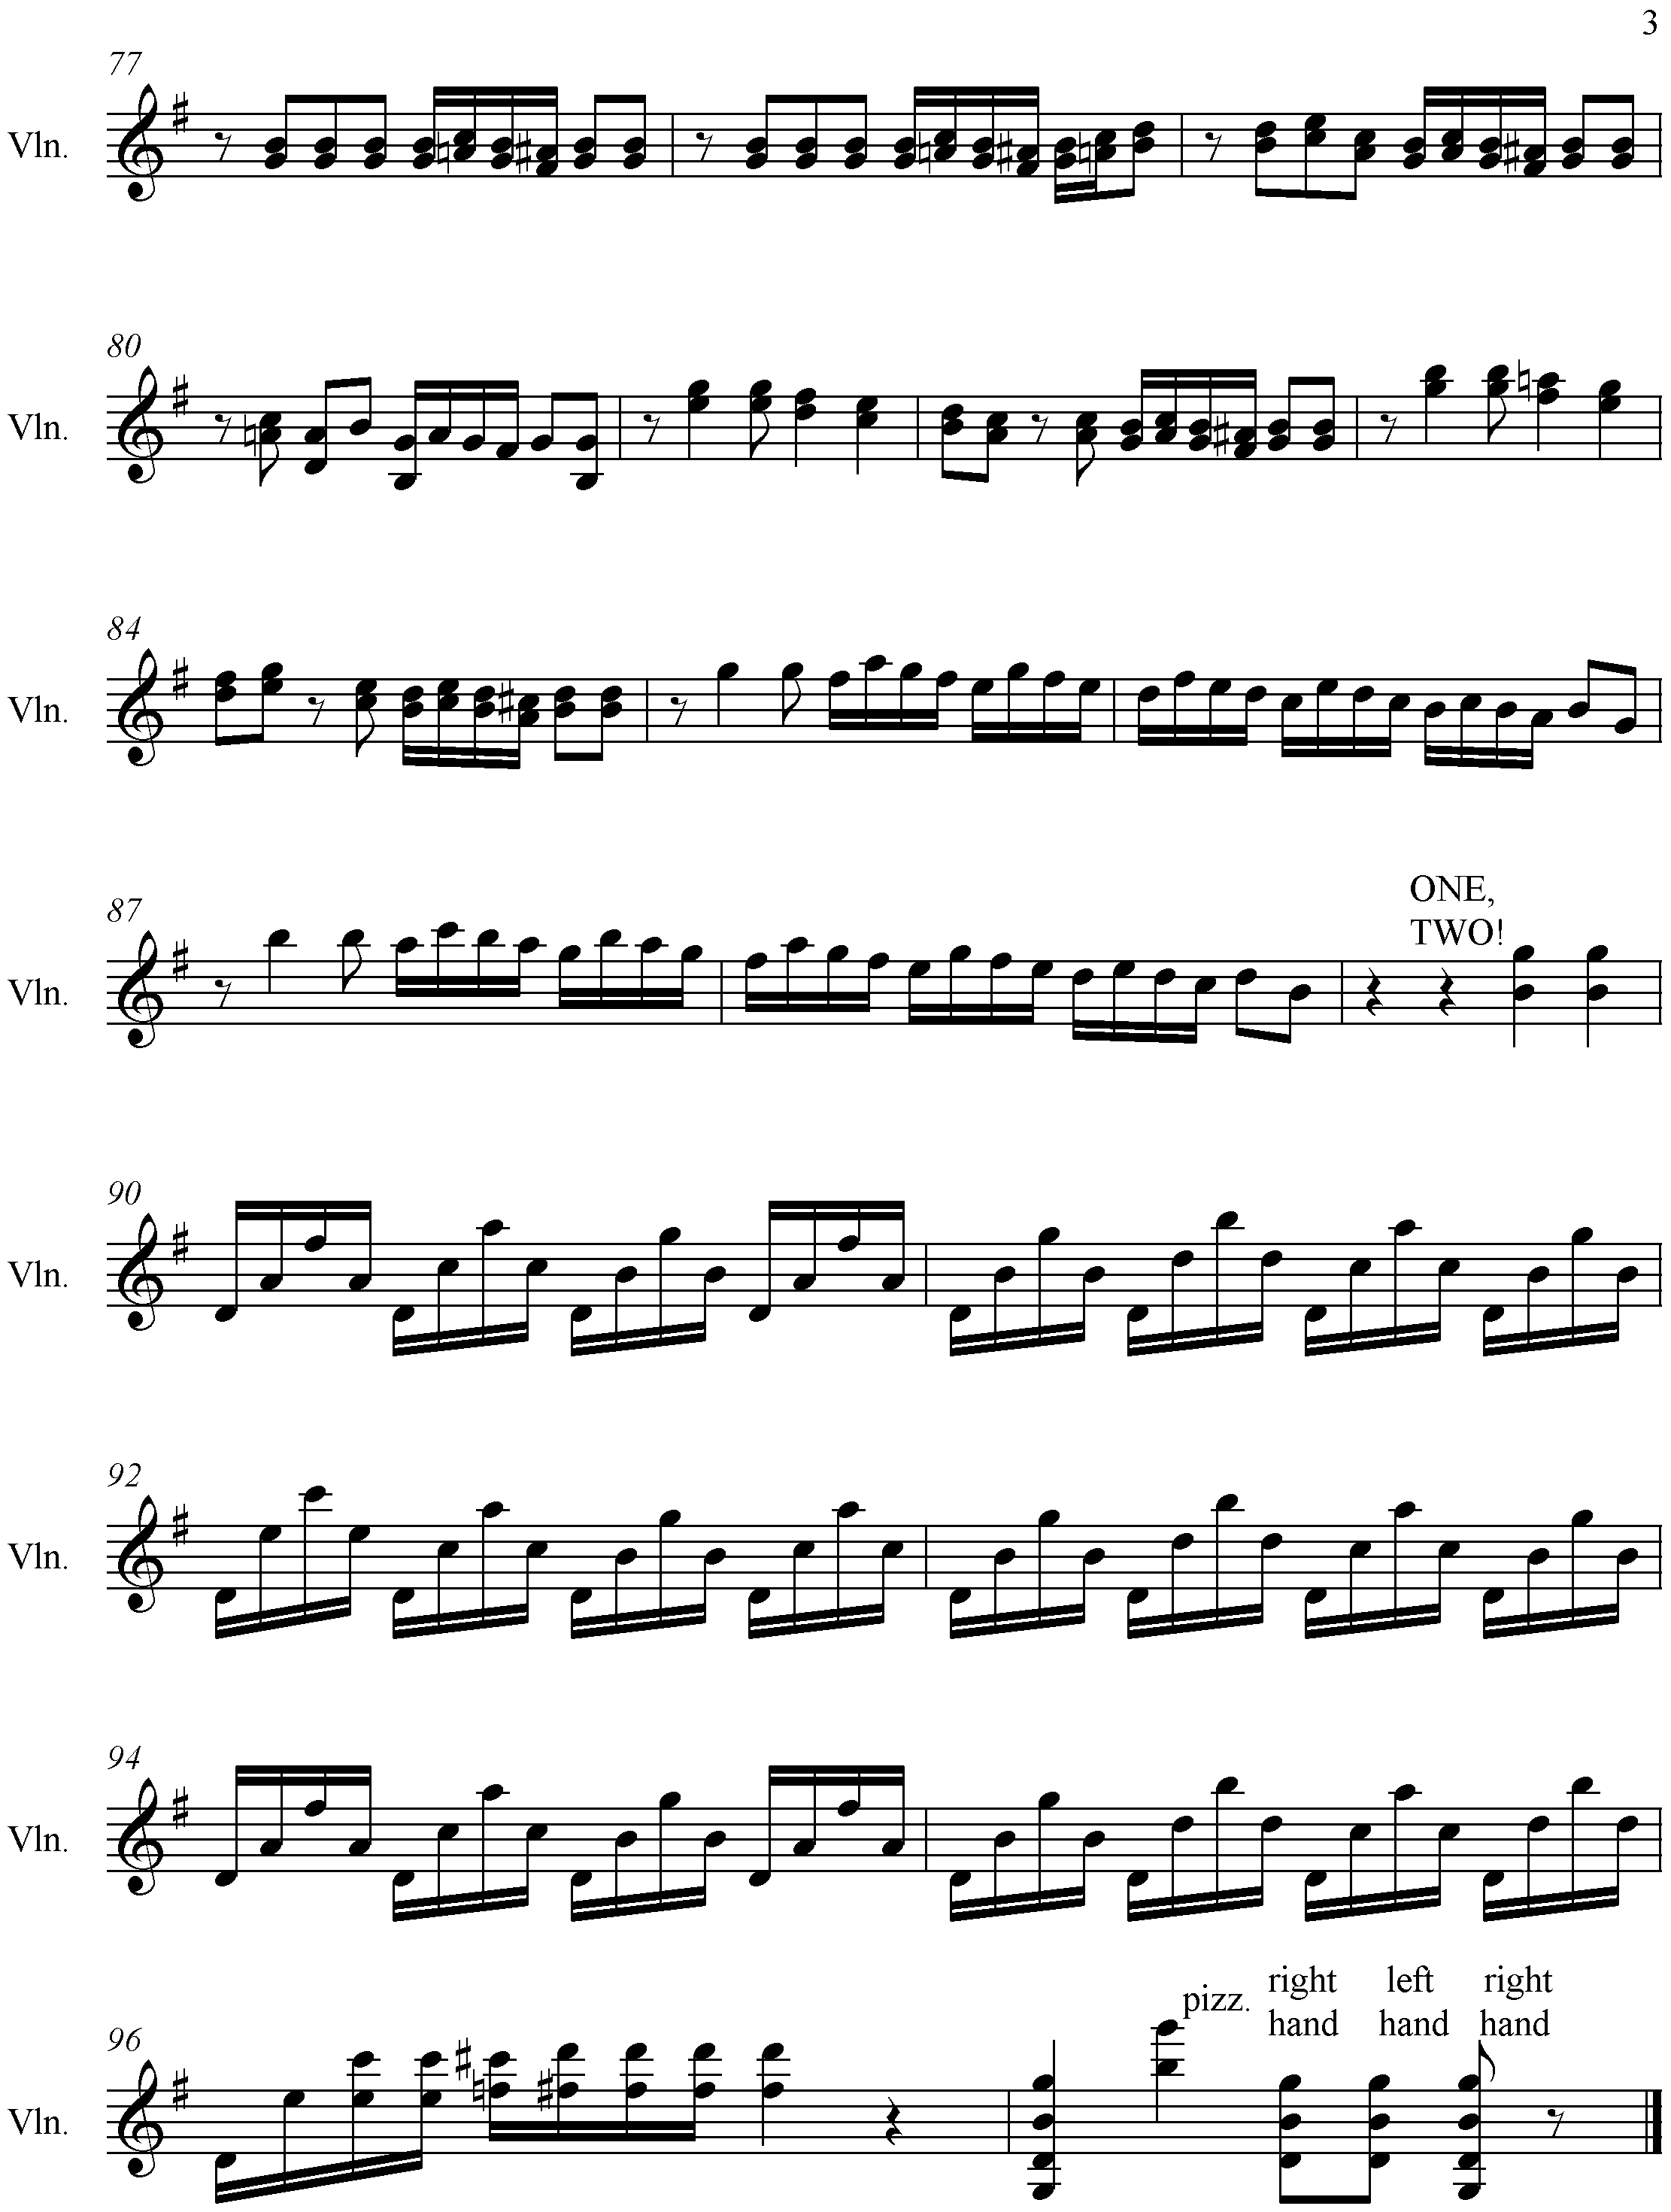 3
77
Vln.
80
Vln.
84
Vln.
87
ONE,
TWO!
Vln.
90
Vln.
92
Vln.
94
Vln.
96
pizz.
right left right
hand hand hand
Vln.